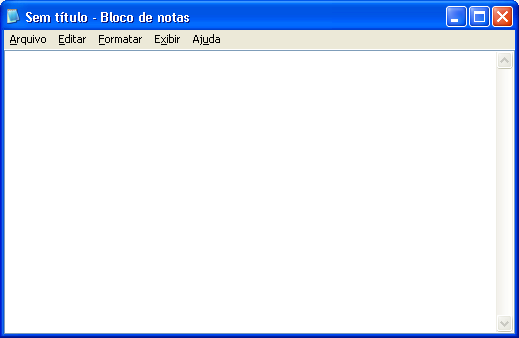 Sem título - Bloco de notas
Arquivo Editar Formatar Exibir Ajuda